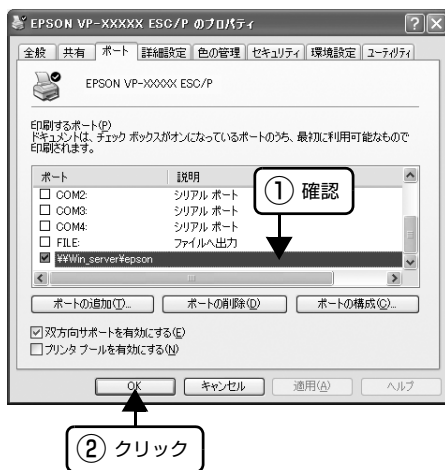 EPSON VP-XXXXX ESC/P のプロパティ
全般 共有 ポート 詳細設定 色の管理 セキュリティ 環境設定 ユーティリティ
EPSON VP-XXXXX ESC/P
印刷するポート(P)
ドキュメントは、チェック ボックスがオンになっているポートのうち、最初に利用可能なもので
印刷されます。
ポート 説明
COM2: シリアル ポート
COM3: シリアル ポート
COM4: シリアル ポート
FILE: ファイルへ出力
¥¥Win_server¥epson
① 確認
ポートの追加(T)... ポートの削除(D) ポートの構成(C)...
双方向サポートを有効にする(E)
プリンタ プールを有効にする(N)
OK キャンセル 適用(A) ヘルプ
② クリック